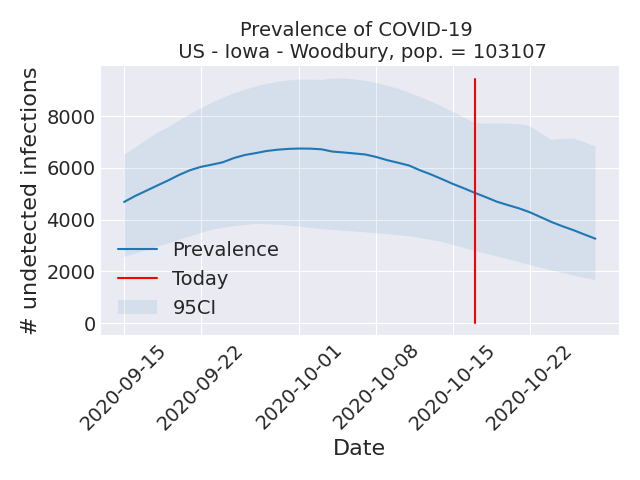 Prevalence of COVID-19
US - Iowa - Woodbury, pop. = 103107
# undetected infections
8000
6000
4000
2000
0
Prevalence
Today
95CI
2020-09-15
2020-09-22
2020-10-01
2020-10-08
2020-10-15
2020-10-22
Date